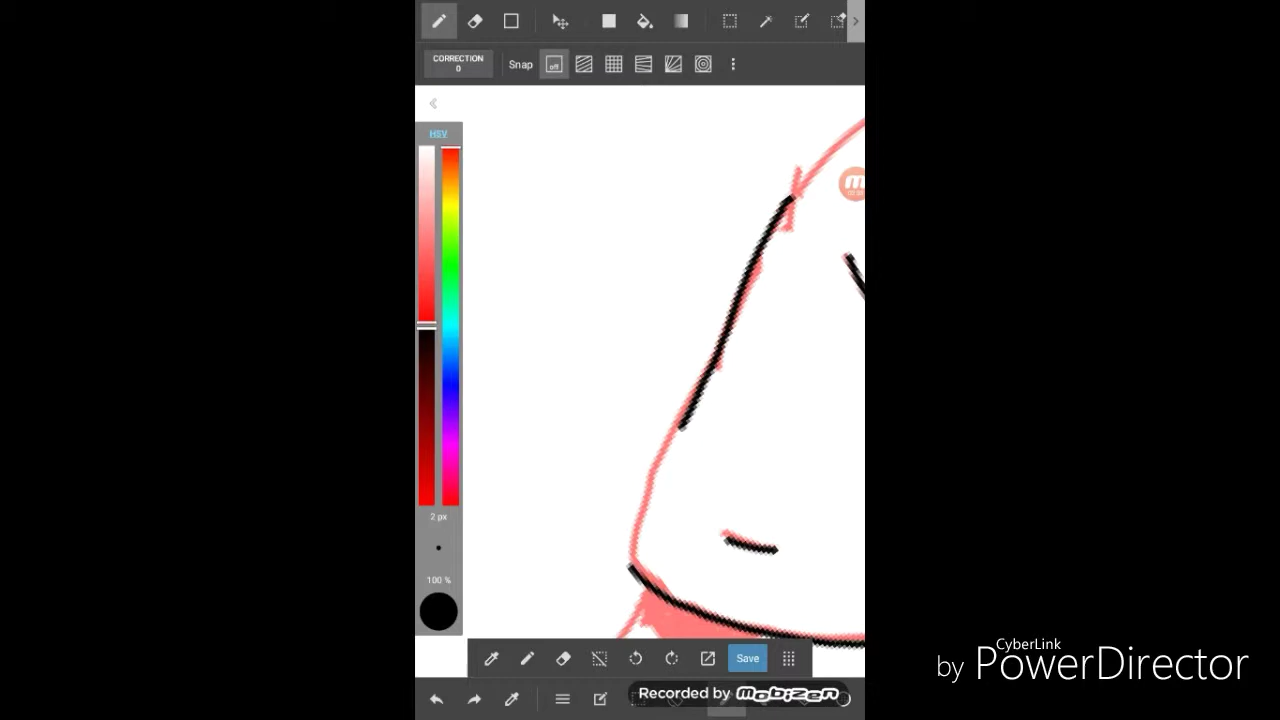 CORRECTION
0
Snap
off
HSV
2 px
100 %
Save
Recorded by MOBIZEN
CyberLink
by PowerDirector